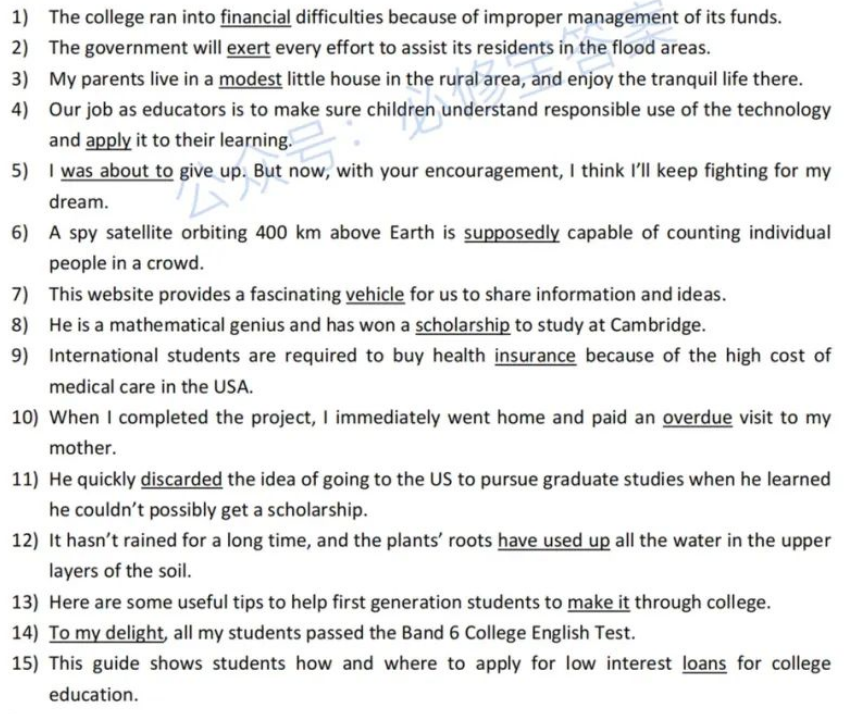 1) The college ran into financial difficulties because of improper management of its funds.
2) The government will exert every effort to assist its residents in the flood areas.
3) My parents live in a modest little house in the rural area, and enjoy the tranquil life there.
4) Our job as educators is to make sure children understand responsible use of the technology
and apply it to their learning.
5) I was about to give up. But now, with your encouragement, I think I'll keep fighting for my
dream.
6) A spy satellite orbiting 400 km above Earth is supposedly capable of counting individual
people in a crowd.
7) This website provides a fascinating vehicle for us to share information and ideas.
8) He is a mathematical genius and has won a scholarship to study at Cambridge.
9) International students are required to buy health insurance because of the high cost of
medical care in the USA.
10) When I completed the project, I immediately went home and paid an overdue visit to my
mother.
11) He quickly discarded the idea of going to the US to pursue graduate studies when he learned
he couldn't possibly get a scholarship.
12) It hasn't rained for a long time, and the plants' roots have used up all the water in the upper
layers of the soil.
13) Here are some useful tips to help first generation students to make it through college.
14) To my delight, all my students passed the Band 6 College English Test.
15) This guide shows students how and where to apply for low interest loans for college
education.
公众号：必修宝答案